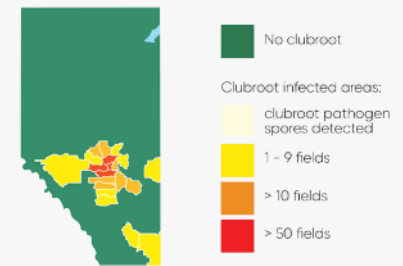 No clubroot
Clubroot infected areas:
clubroot pathogen
spores detected
1 - 9 fields
> 10 fields
> 50 fields